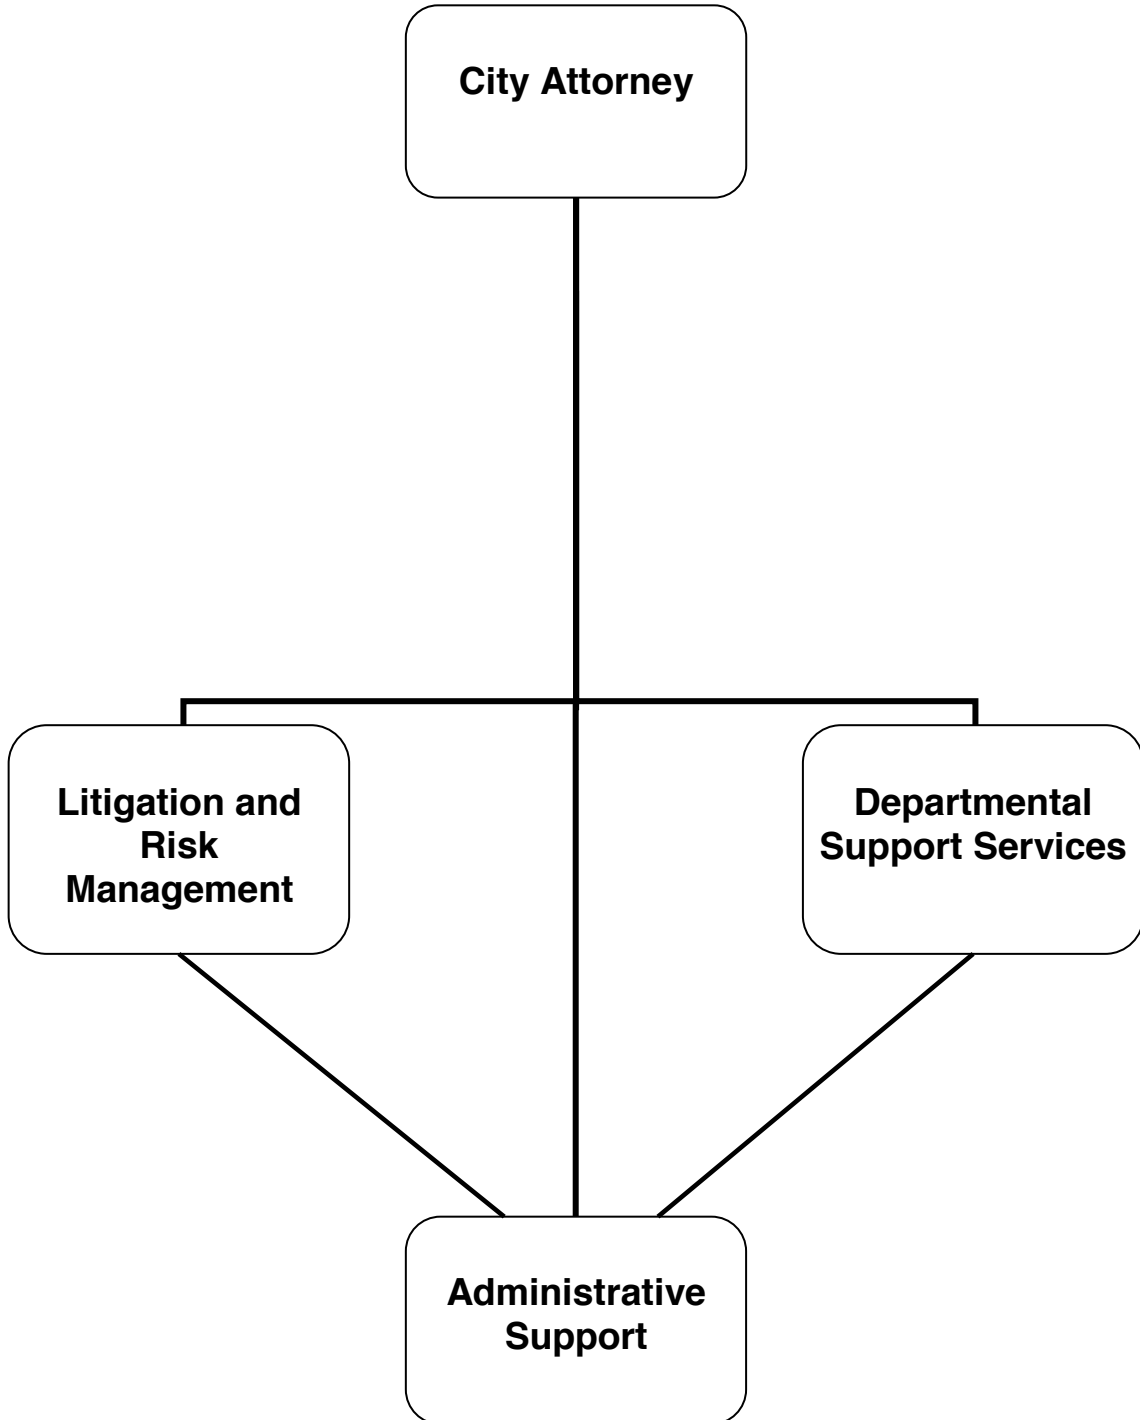 City Attorney
Litigation and
Risk
Management
Departmental
Support Services
Administrative
Support